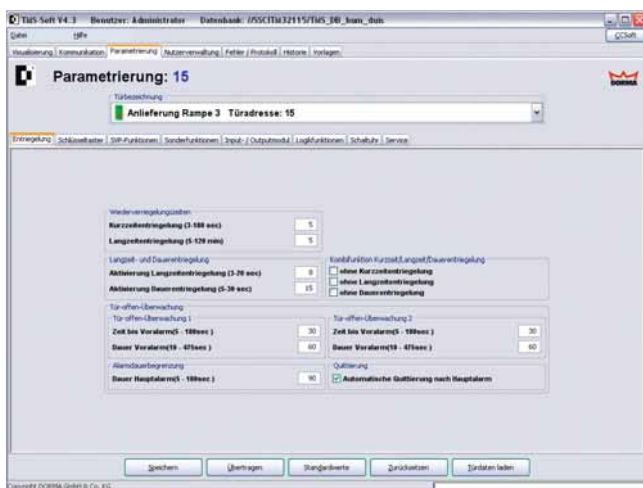 TMS-Soft V4.3 Benutzer: Administrator Datenbank: //SSCITM32115/TMS_DB_hum_duis
Datei Hilfe CCSoft
Visualisierung Kommunikation Parametrierung Nutzerverwaltung Fehler / Protokoll Historie Vorlagen
Parametrierung: 15
DORMA
Türbezeichnung
Anlieferung Rampe 3 Türadresse: 15
Entriegelung Schlüsseltaster SVP-Funktionen Sonderfunktionen Input- / Outputmodul Logikfunktionen Schaltuhr Service
Wiederverriegelungszeiten
Kurzzeitentriegelung (3-180 sec) 5
Langzeitentriegelung (5-120 min) 5
Langzeit- und Dauerentriegelung
Aktivierung Langzeitentriegelung (3-20 sec) 8
Aktivierung Dauerentriegelung (5-30 sec) 15
Kombifunktion Kurzzeit/Langzeit/Dauerentriegelung
ohne Kurzzeitentriegelung
ohne Langzeitentriegelung
ohne Dauerentriegelung
Tür-offen-Überwachung
Tür-offen-Überwachung 1
Zeit bis Voralarm(5 - 180sec ) 30
Dauer Voralarm(10 - 475sec ) 60
Tür-offen-Überwachung 2
Zeit bis Voralarm(5 - 180sec ) 30
Dauer Voralarm(10 - 475sec ) 60
Alarmdauerbegrenzung
Dauer Hauptalarm(5 - 180sec ) 90
Quittierung
Automatische Quittierung nach Hauptalarm
Speichern Übertragen Standardwerte Zurücksetzen Türdaten laden
Copyright DORMA GmbH & Co. KG